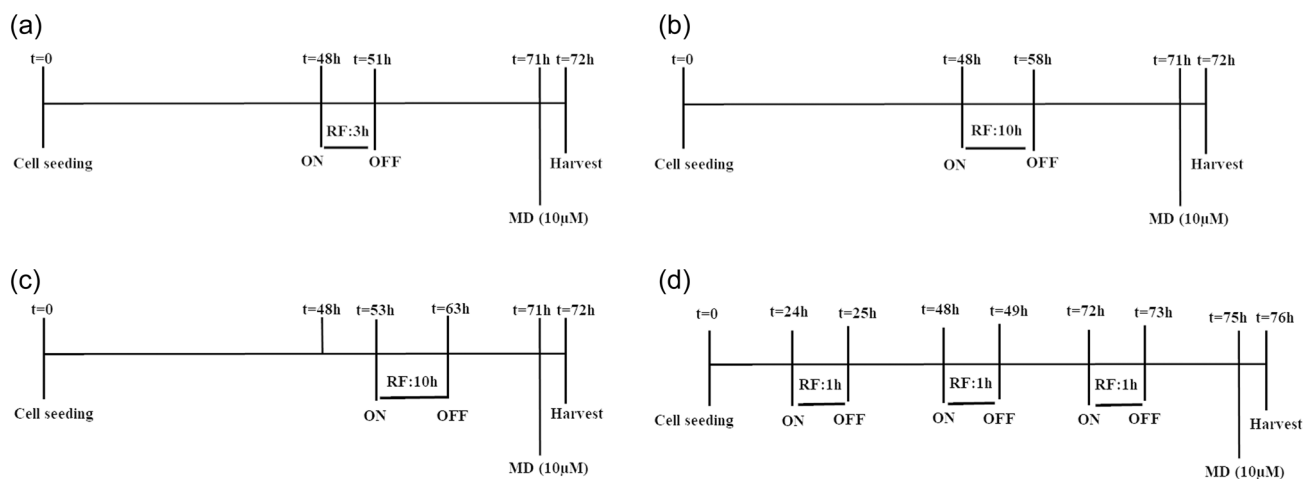 (a)
t=0 t=48h t=51h t=71h t=72h
RF:3h
Cell seeding ON OFF Harvest
MD (10µM)
(b)
t=0 t=48h t=58h t=71h t=72h
RF:10h
Cell seeding ON OFF Harvest
MD (10µM)
(c)
t=0 t=48h t=53h t=63h t=71h t=72h
RF:10h
Cell seeding ON OFF Harvest
MD (10µM)
(d)
t=0 t=24h t=25h t=48h t=49h t=72h t=73h t=75h t=76h
RF:1h RF:1h RF:1h
Cell seeding ON OFF ON OFF ON OFF Harvest
MD (10µM)